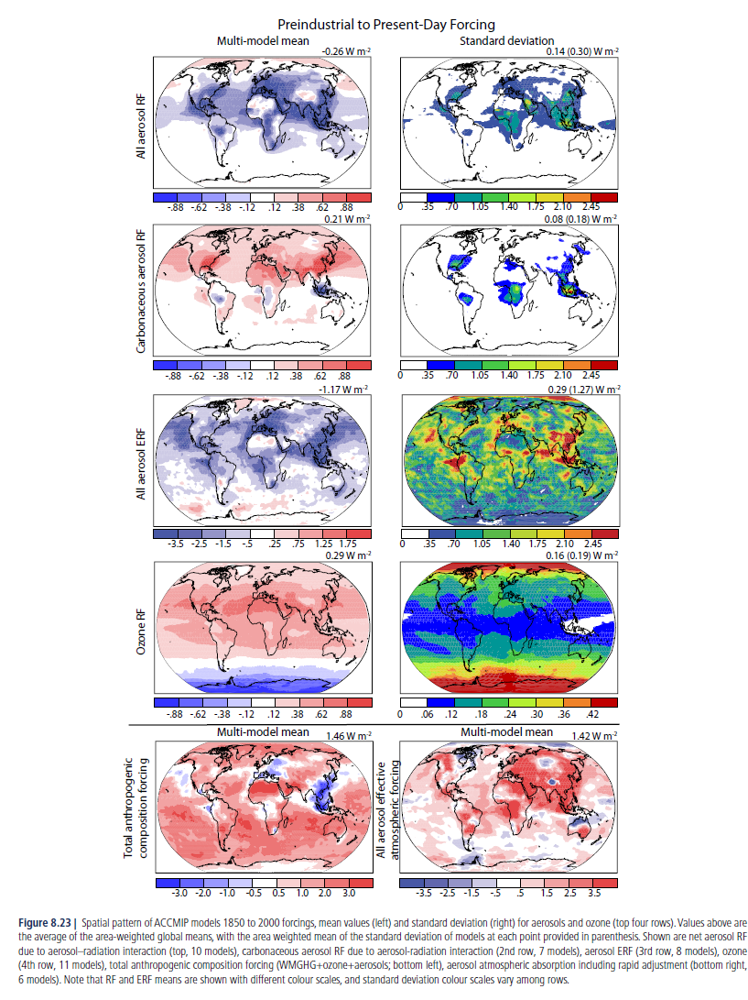 Preindustrial to Present-Day Forcing
Multi-model mean
Standard deviation
-0.26 W m-2
0.14 (0.30) W m-2
All aerosol RF
-.88 -.62 -.38 -.12 .12 .38 .62 .88
0 .35 .70 1.05 1.40 1.75 2.10 2.45
0.21 W m-2
0.08 (0.18) W m-2
Carbonaceous aerosol RF
-.88 -.62 -.38 -.12 .12 .38 .62 .88
0 .35 .70 1.05 1.40 1.75 2.10 2.45
-1.17 W m-2
0.29 (1.27) W m-2
All aerosol ERF
-3.5 -2.5 -1.5 -.5 .25 .75 1.25 1.75
0 .35 .70 1.05 1.40 1.75 2.10 2.45
0.29 W m-2
0.16 (0.19) W m-2
Ozone RF
-.88 -.62 -.38 -.12 .12 .38 .62 .88
0 .06 .12 .18 .24 .30 .36 .42
Multi-model mean
1.46 W m-2
Multi-model mean
1.42 W m-2
Total anthropogenic
composition forcing
All aerosol effective
atmospheric forcing
-3.0 -2.0 -1.0 -0.5 0.5 1.0 2.0 3.0
-3.5 -2.5 -1.5 -.5 .5 1.5 2.5 3.5
Figure 8.23 | Spatial pattern of ACCMIP models 1850 to 2000 forcings, mean values (left) and standard deviation (right) for aerosols and ozone (top four rows). Values above are
the average of the area-weighted global means, with the area weighted mean of the standard deviation of models at each point provided in parenthesis. Shown are net aerosol RF
due to aerosol–radiation interaction (top, 10 models), carbonaceous aerosol RF due to aerosol-radiation interaction (2nd row, 7 models), aerosol ERF (3rd row, 8 models), ozone
(4th row, 11 models), total anthropogenic composition forcing (WMGHG+ozone+aerosols; bottom left), aerosol atmospheric absorption including rapid adjustment (bottom right,
6 models). Note that RF and ERF means are shown with different colour scales, and standard deviation colour scales vary among rows.